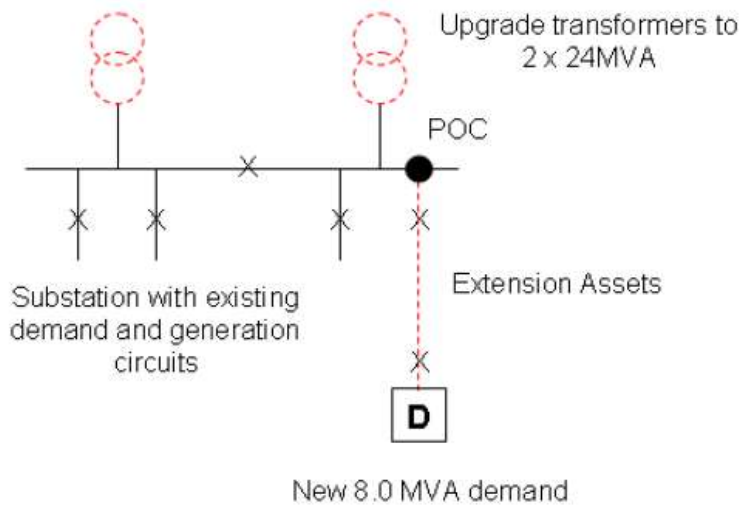 Upgrade transformers to
2 x 24MVA
POC
Extension Assets
Substation with existing
demand and generation
circuits
D
New 8.0 MVA demand